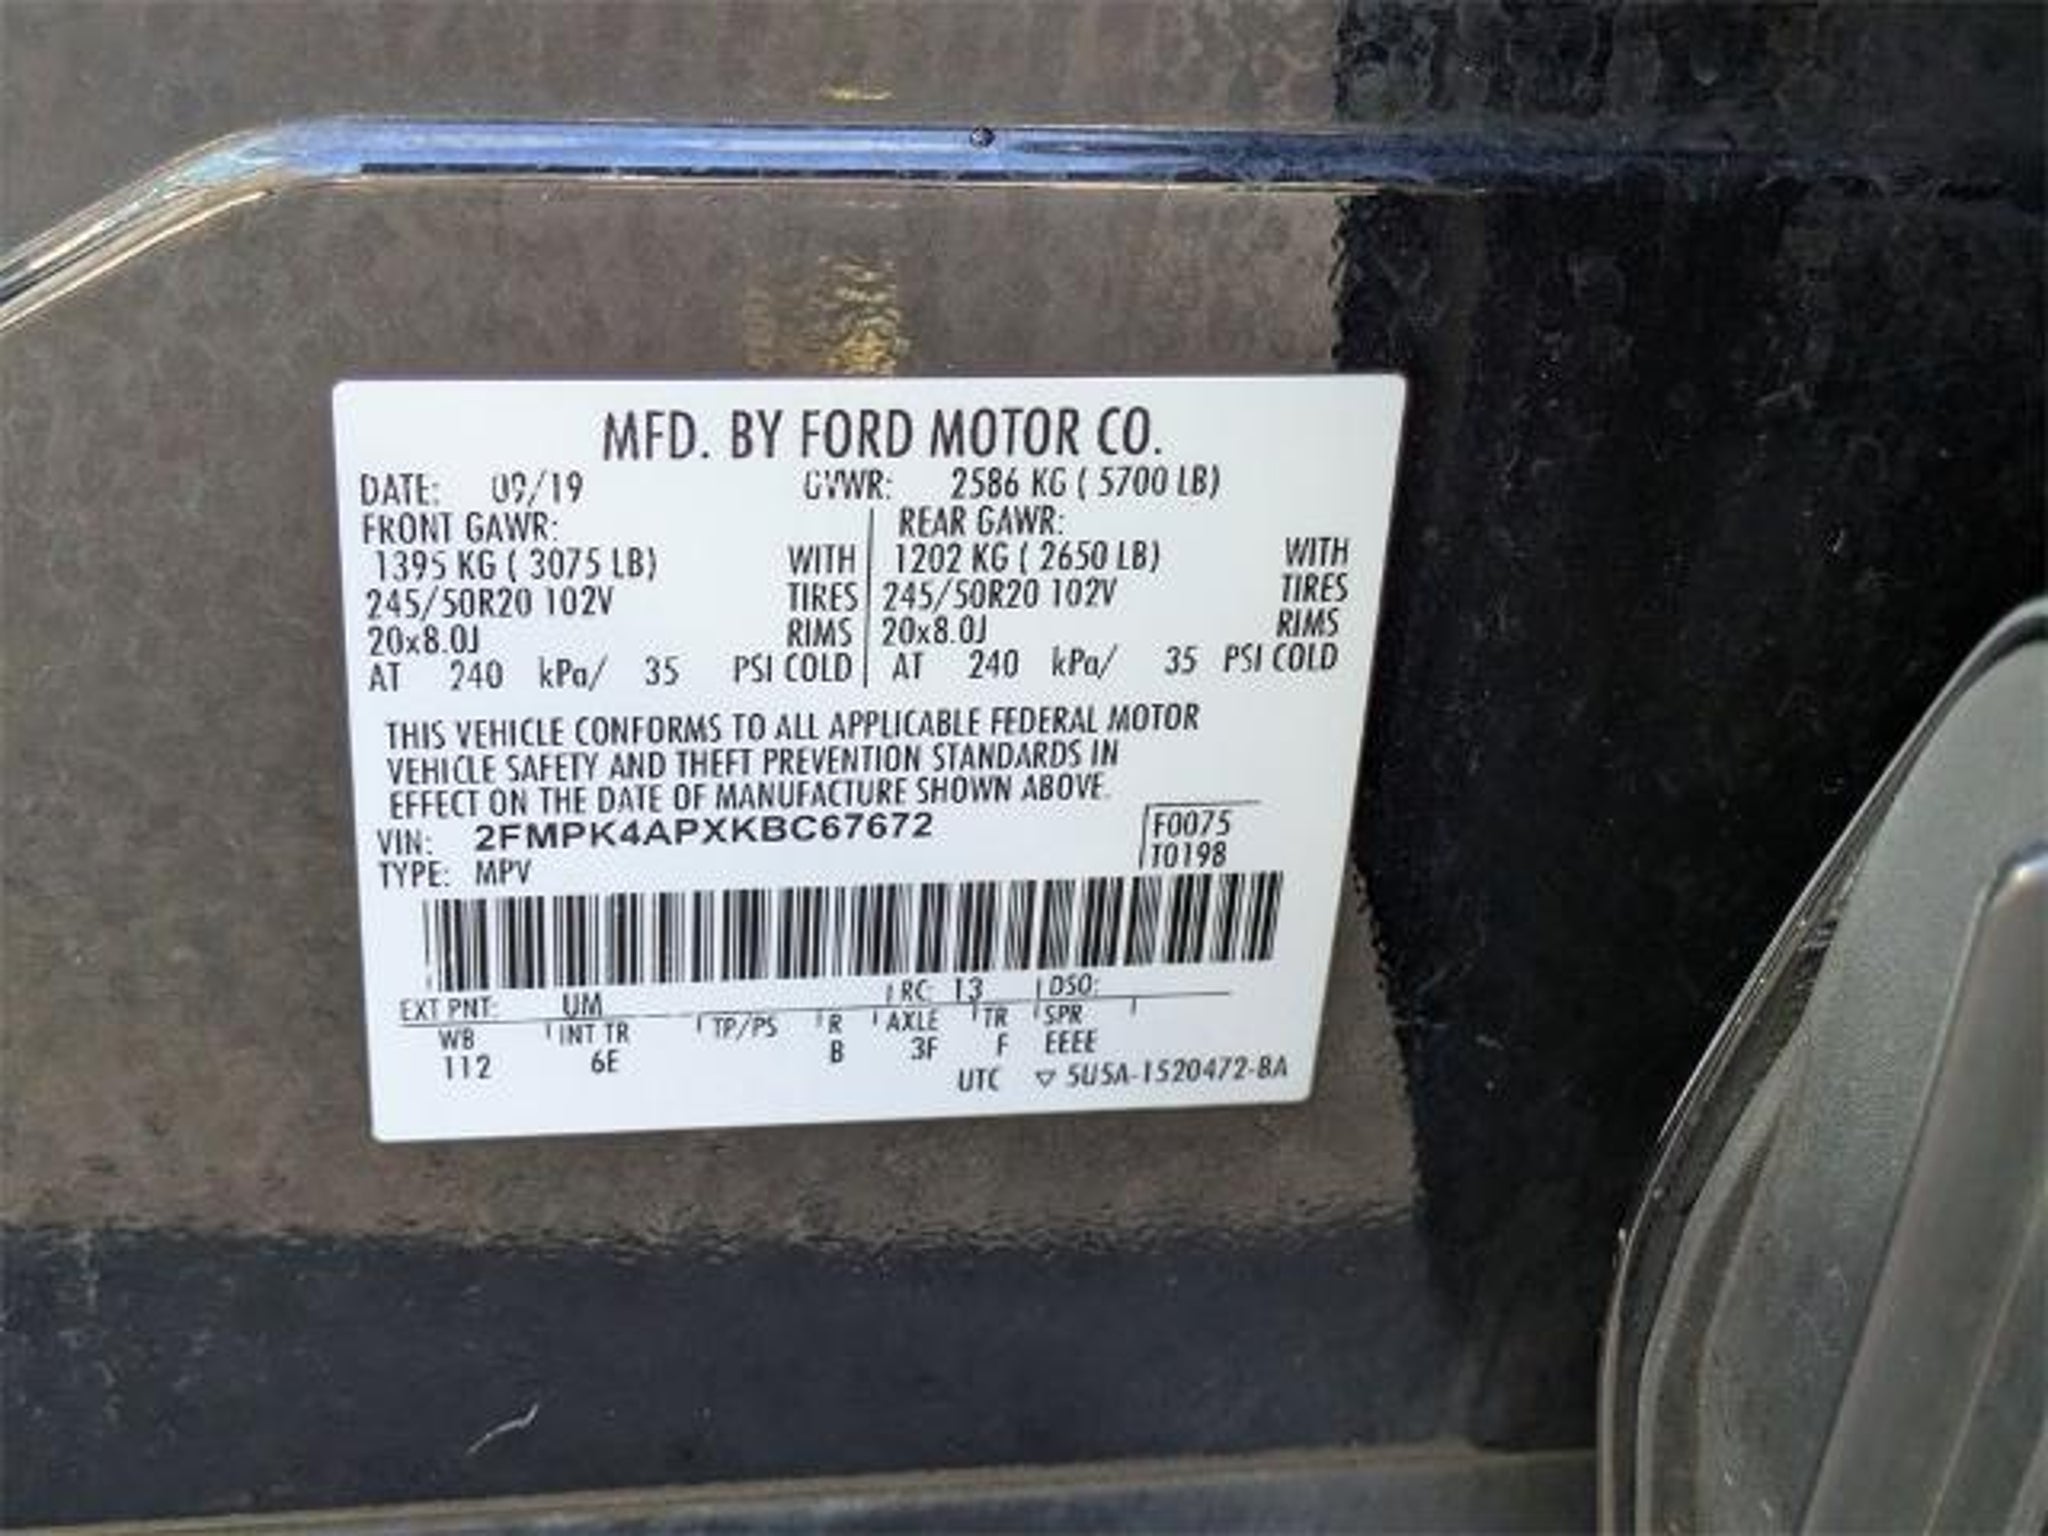 MFD. BY FORD MOTOR CO.
DATE: 09/19 GVWR: 2586 KG ( 5700 LB)
FRONT GAWR: REAR GAWR:
1395 KG ( 3075 LB) WITH 1202 KG ( 2650 LB) WITH
245/50R20 102V TIRES 245/50R20 102V TIRES
20x8.0J RIMS 20x8.0J RIMS
AT 240 kPa/ 35 PSI COLD AT 240 kPa/ 35 PSI COLD
THIS VEHICLE CONFORMS TO ALL APPLICABLE FEDERAL MOTOR
VEHICLE SAFETY AND THEFT PREVENTION STANDARDS IN
EFFECT ON THE DATE OF MANUFACTURE SHOWN ABOVE.
VIN: 2FMPK4APXKBC67672 F0075
TYPE: MPV T0198
EXT PNT: UM RC: 13 DSO:
WB INT TR TP/PS R AXLE TR SPR
112 6E B 3F F EEEE
UTC ▽ 5U5A-1520472-BA